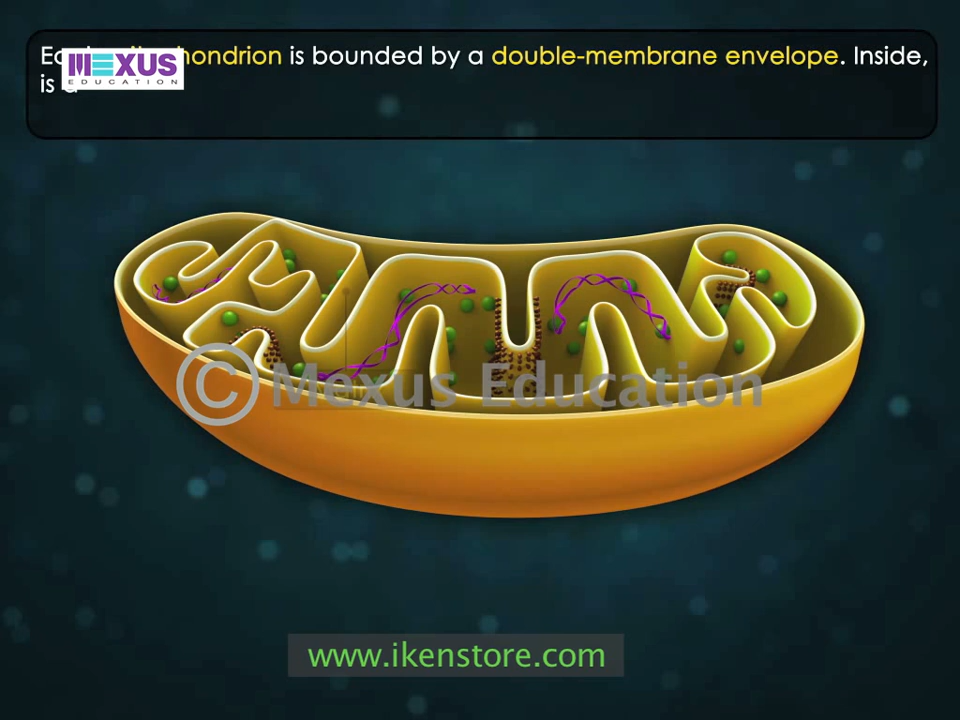 Ea hondrion is bounded by a double-membrane envelope. Inside,
is a
MEXUS
EDUCATION
© Mexus Education
www.ikenstore.com